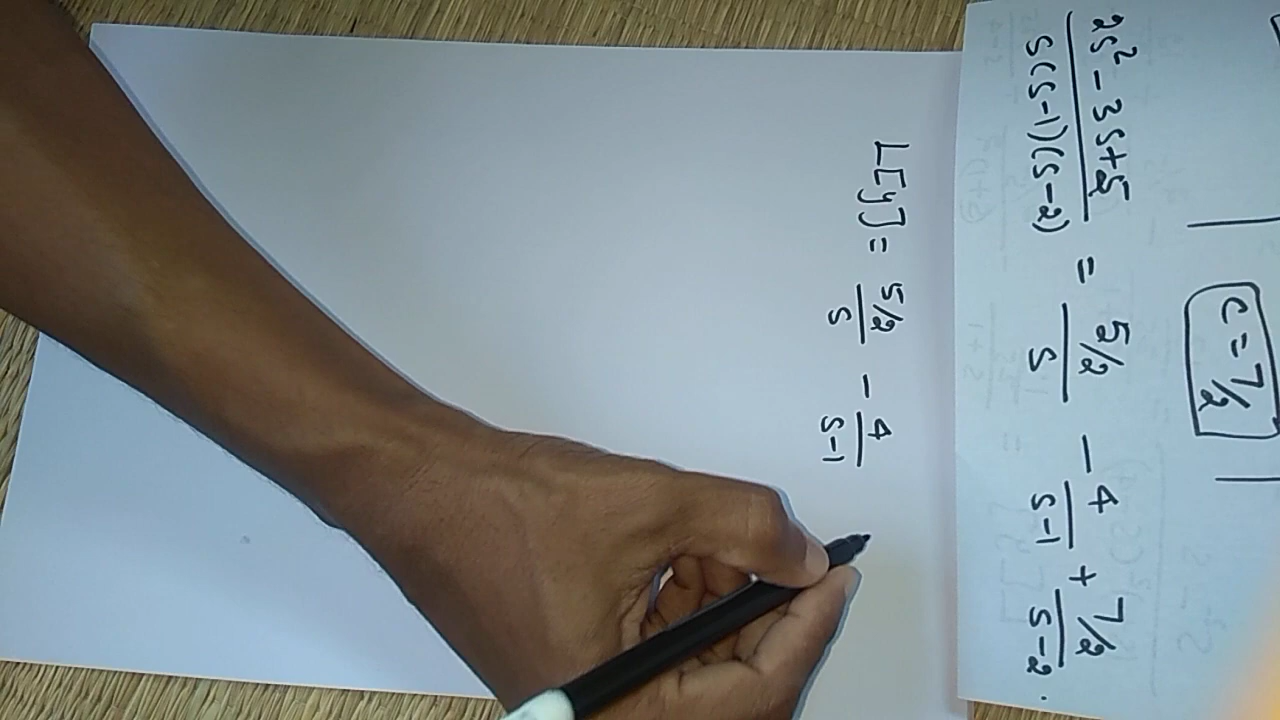 C = 7/2
2s² - 3s + 5 / s(s-1)(s-2) = 5/2 / s - 4 / s-1 + 7/2 / s-2 .
L[y] = 5/2 / s - 4 / s-1